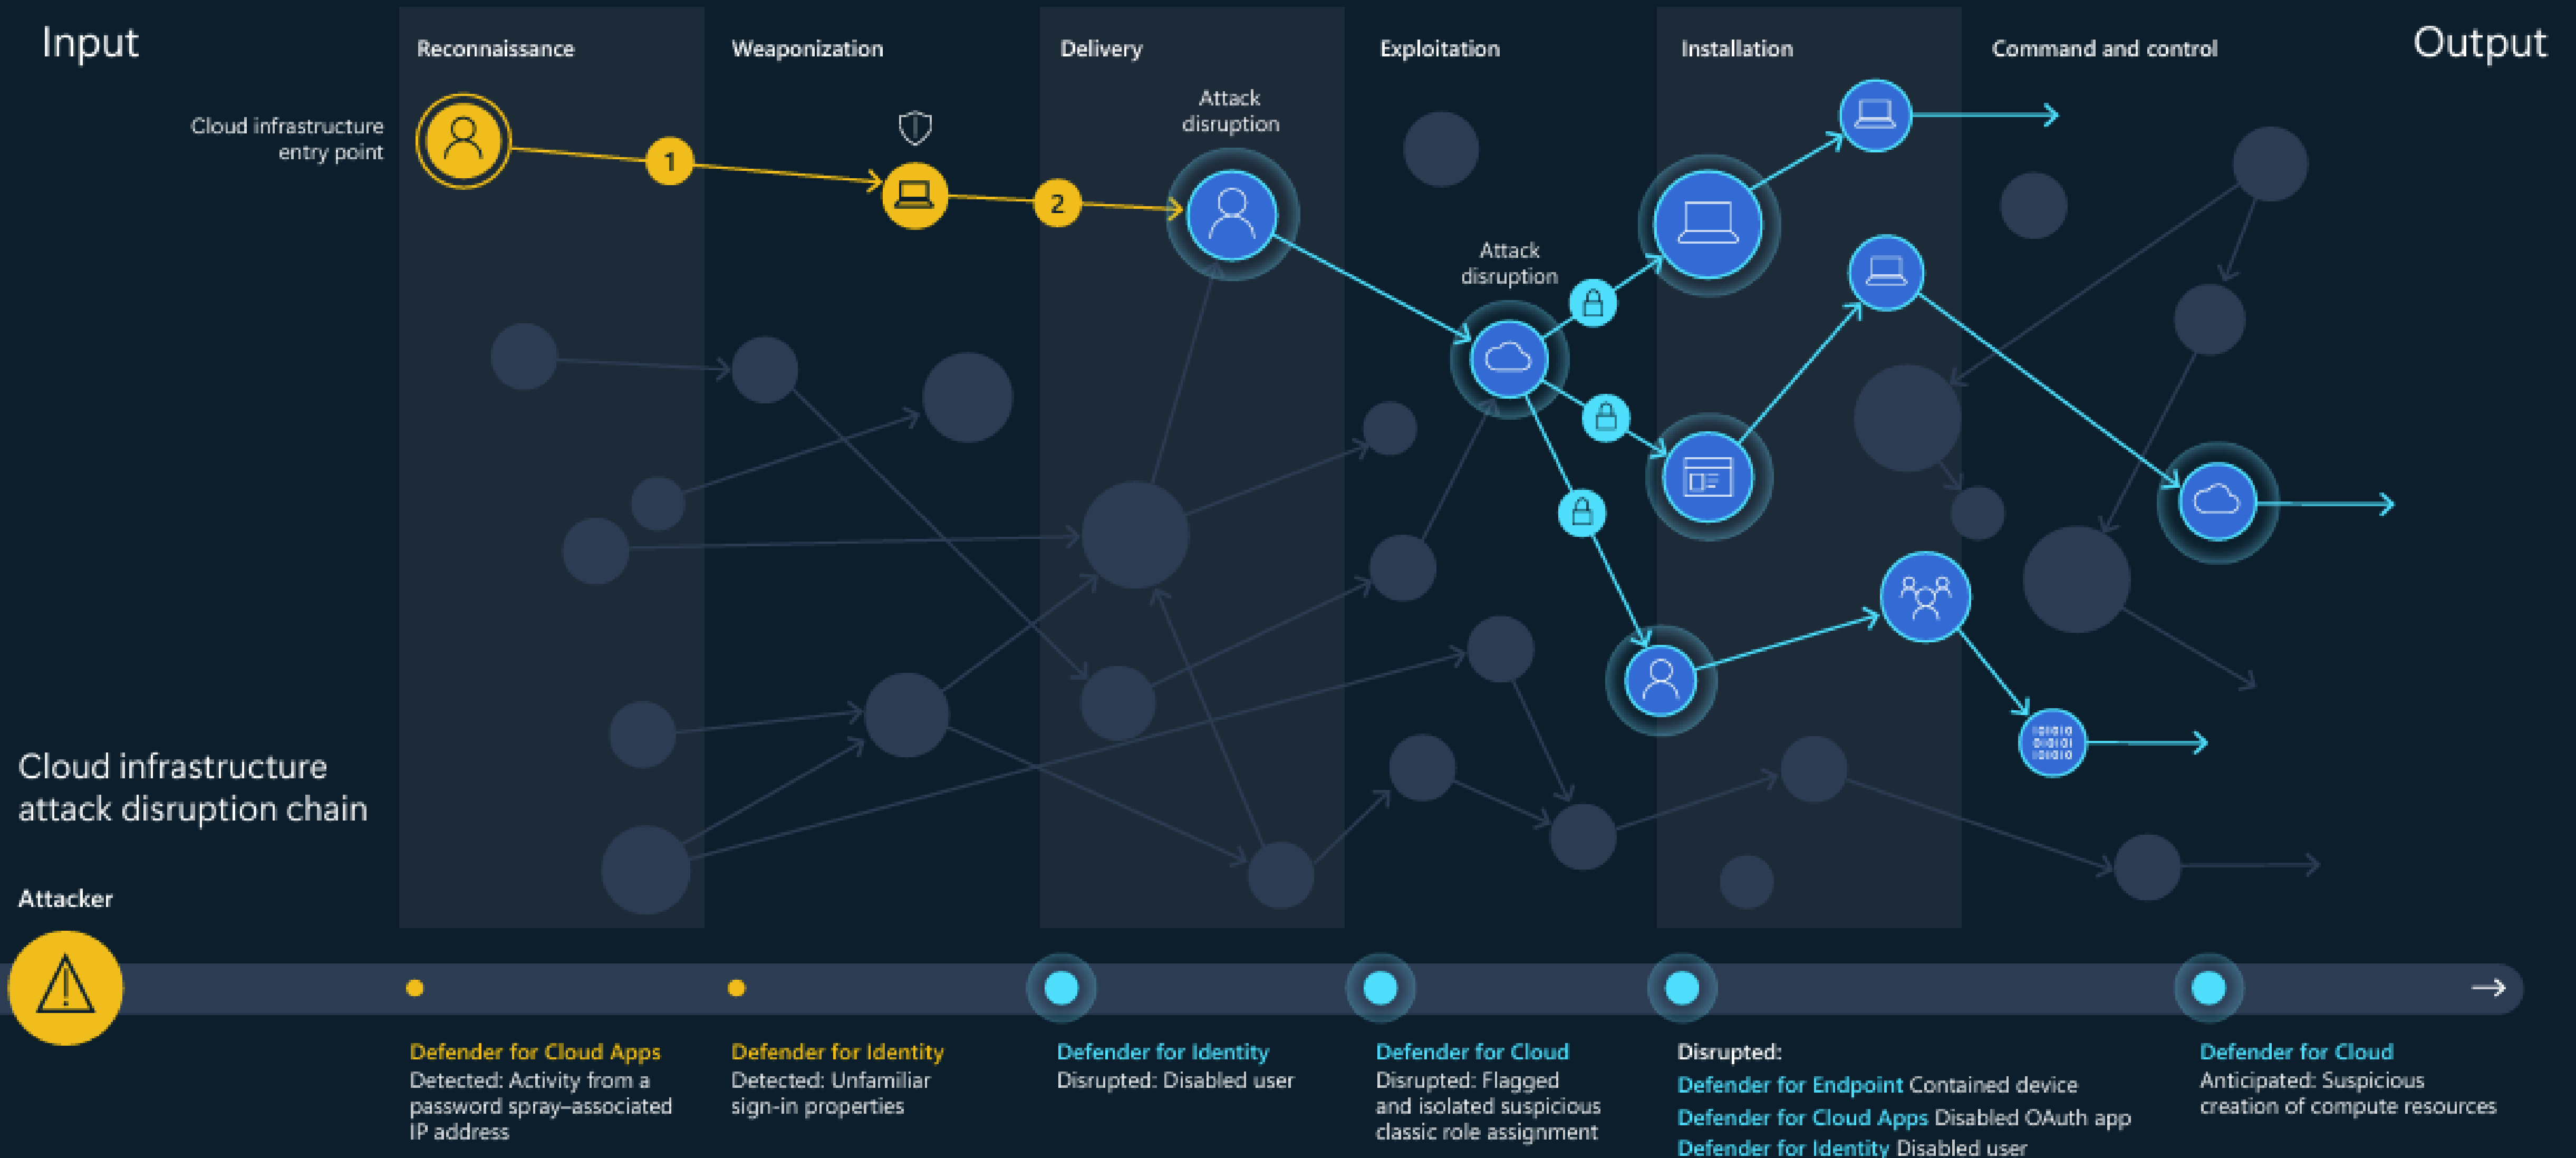 Input
Reconnaissance
Weaponization
Delivery
Exploitation
Installation
Command and control
Output
Cloud infrastructure
entry point
1
2
Attack
disruption
Attack
disruption
101010
010101
101010
Cloud infrastructure
attack disruption chain
Attacker
Defender for Cloud Apps
Detected: Activity from a
password spray–associated
IP address
Defender for Identity
Detected: Unfamiliar
sign-in properties
Defender for Identity
Disrupted: Disabled user
Defender for Cloud
Disrupted: Flagged
and isolated suspicious
classic role assignment
Disrupted:
Defender for Endpoint Contained device
Defender for Cloud Apps Disabled OAuth app
Defender for Identity Disabled user
Defender for Cloud
Anticipated: Suspicious
creation of compute resources